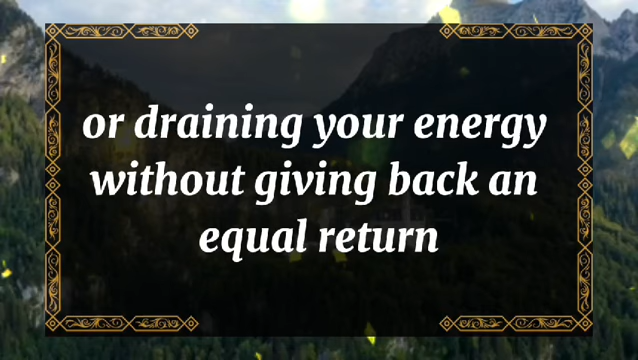 or draining your energy
without giving back an
equal return